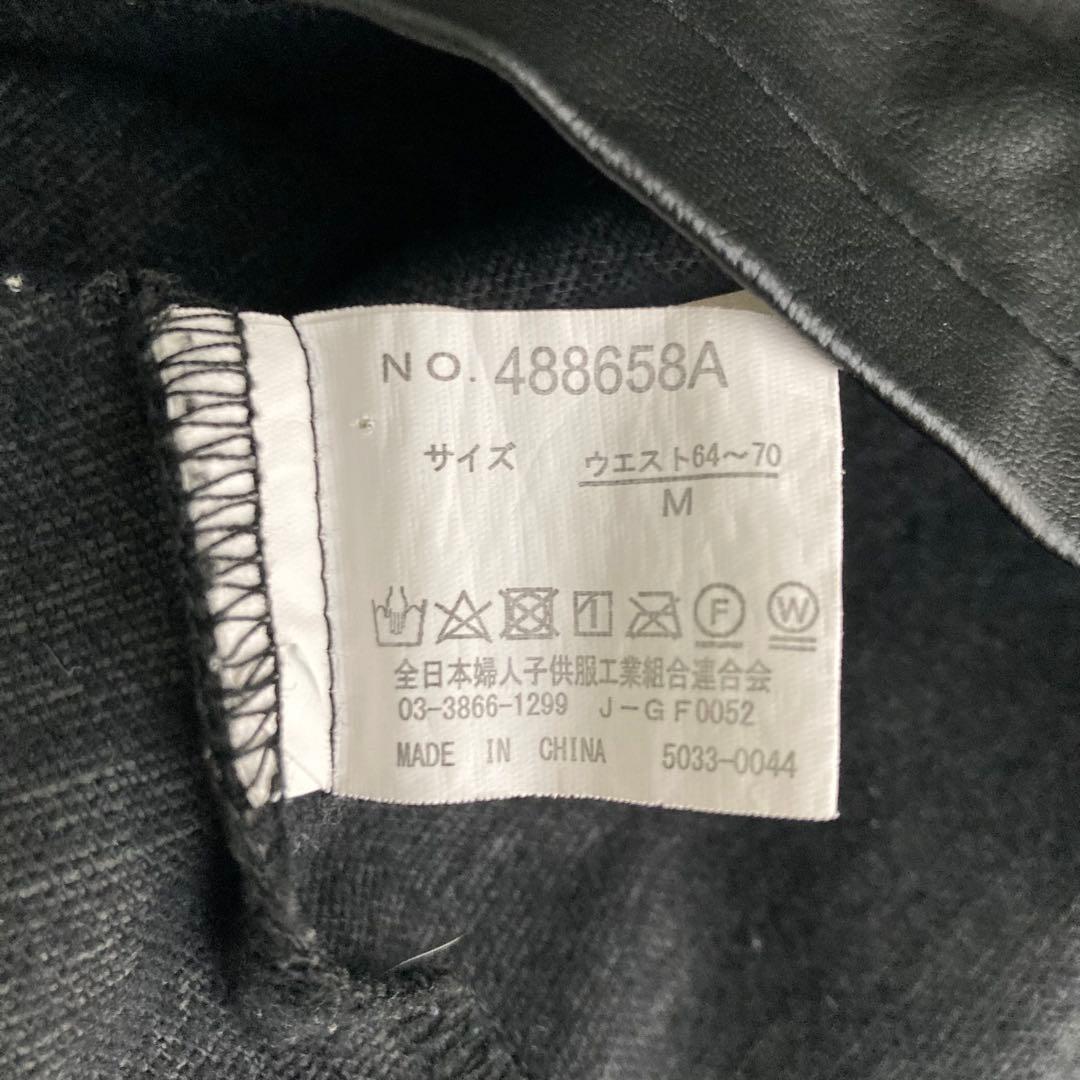 NO. 488658A
サイズ ウエスト64～70
M
F W
全日本婦人子供服工業組合連合会
03-3866-1299 J-GF0052
MADE IN CHINA 5033-0044